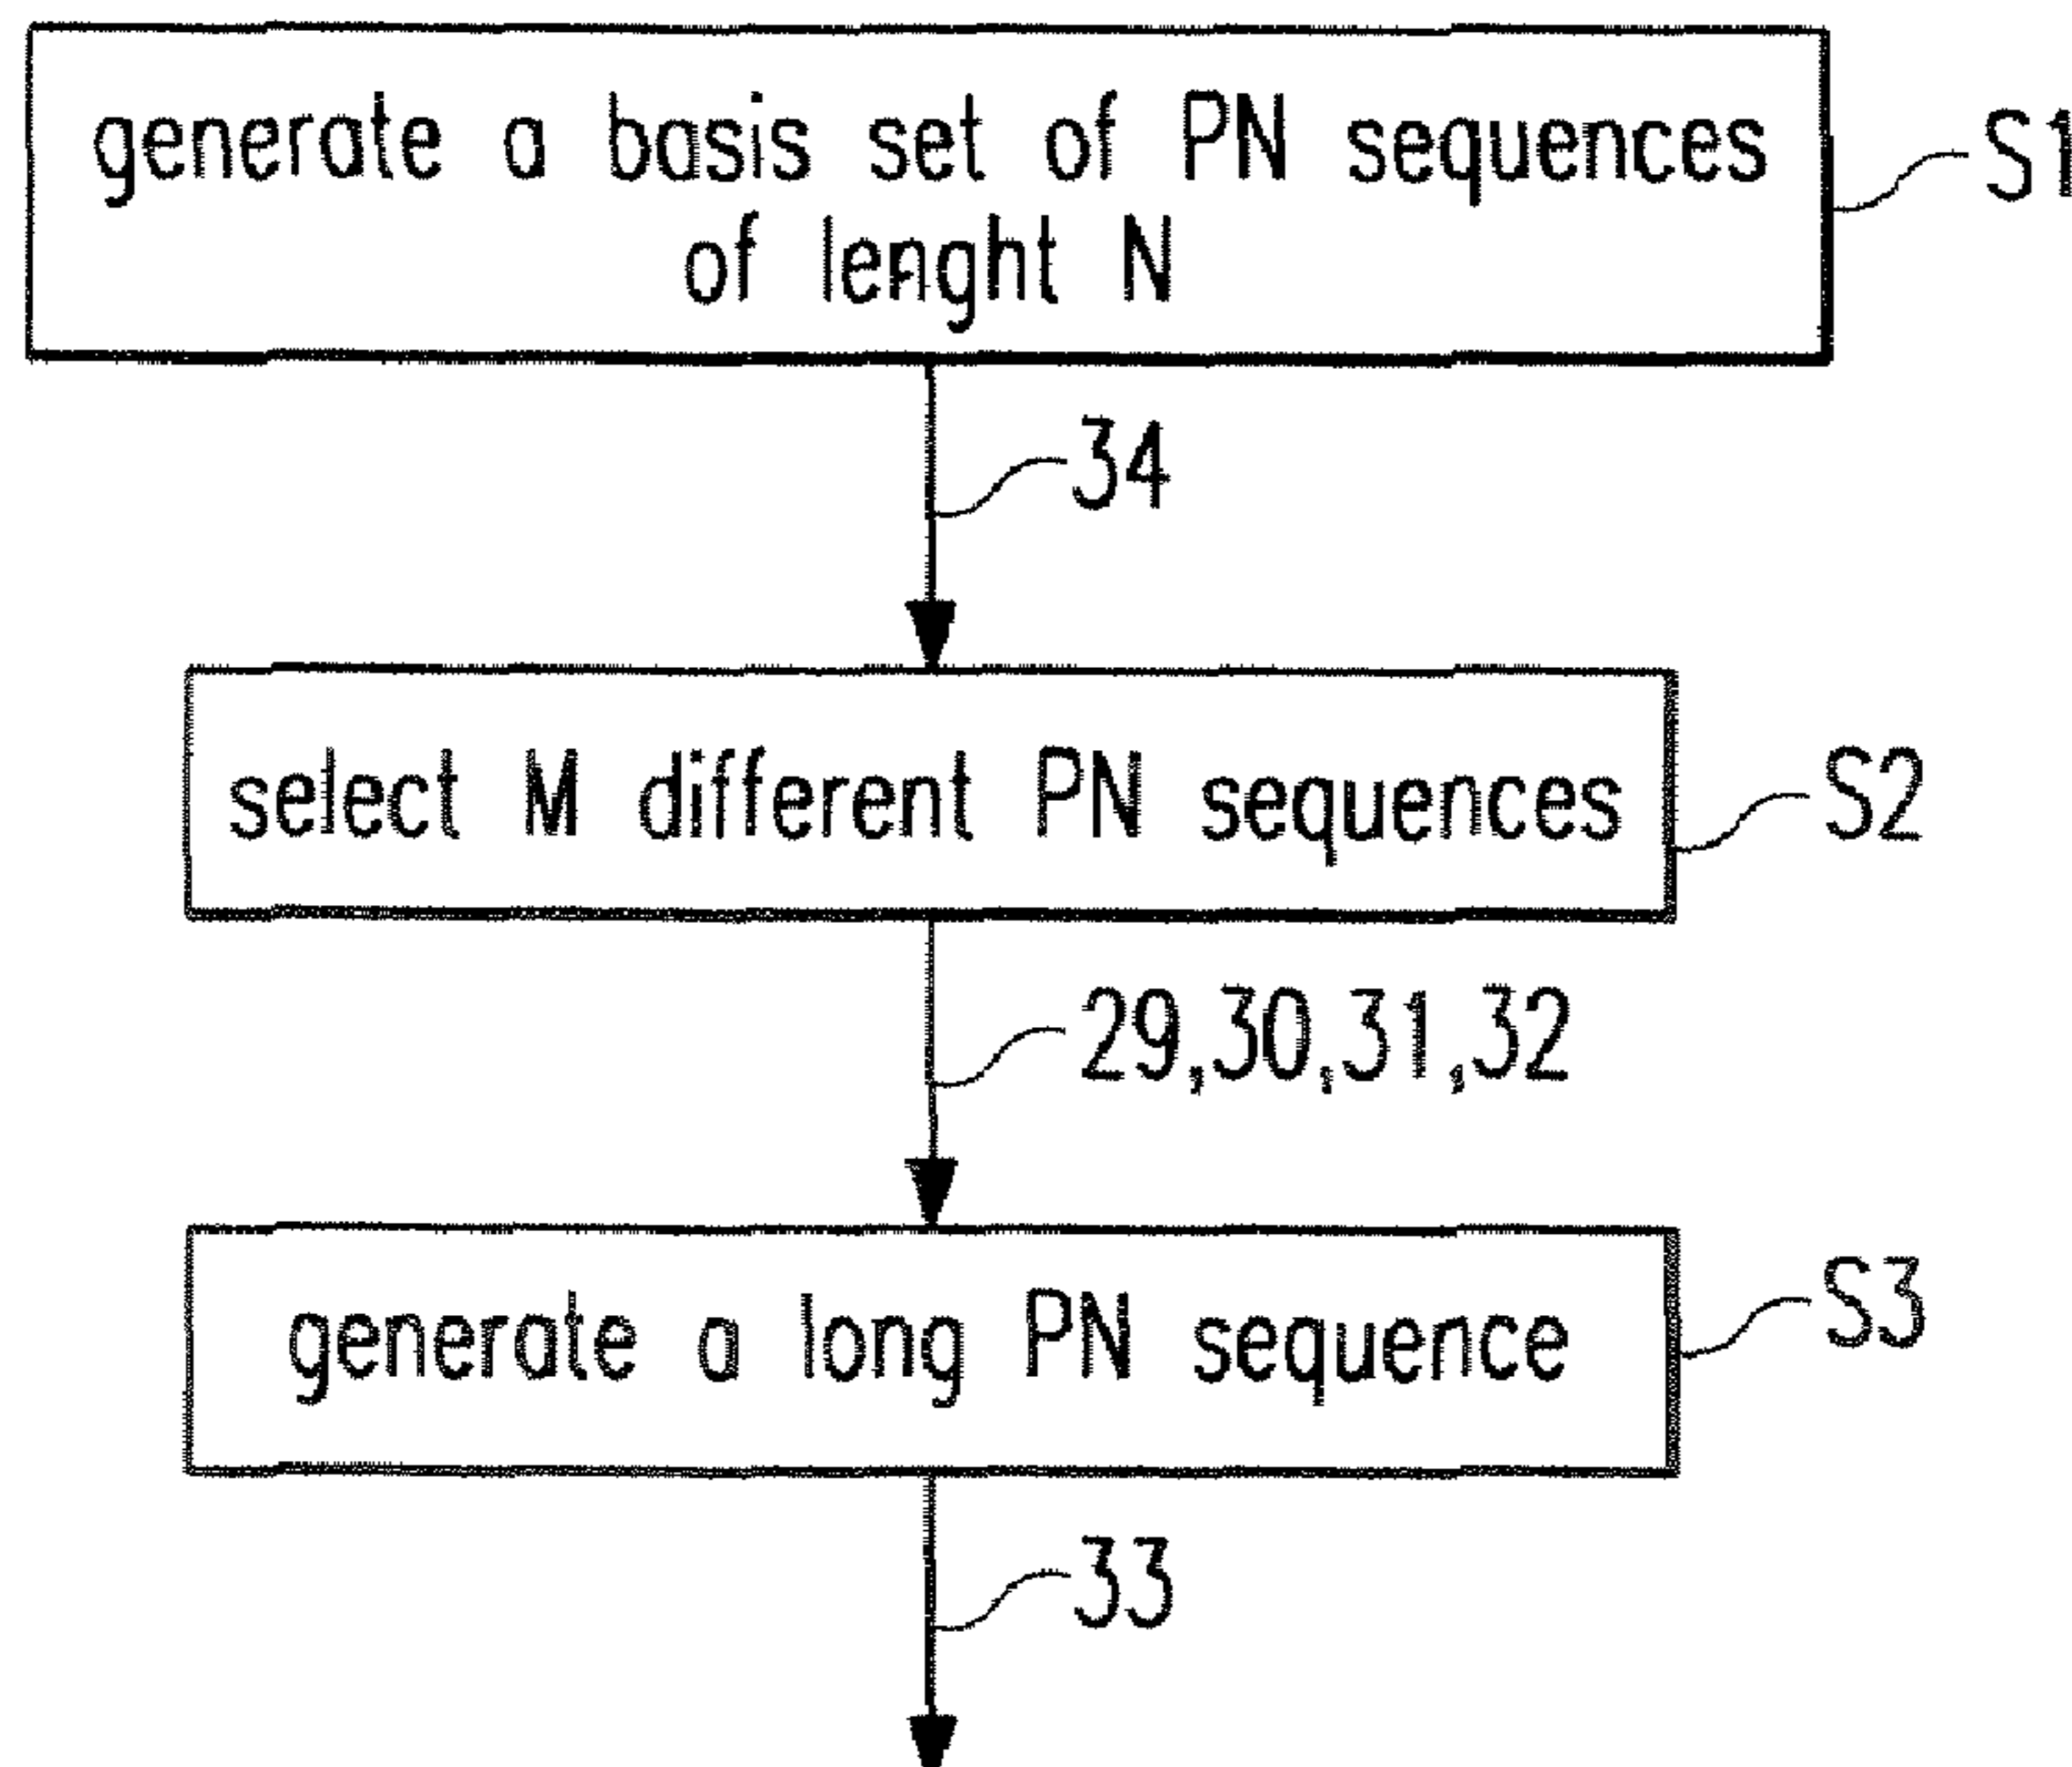 generate a basis set of PN sequences
of lenght N
S1
34
select M different PN sequences
S2
29,30,31,32
generate a long PN sequence
S3
33